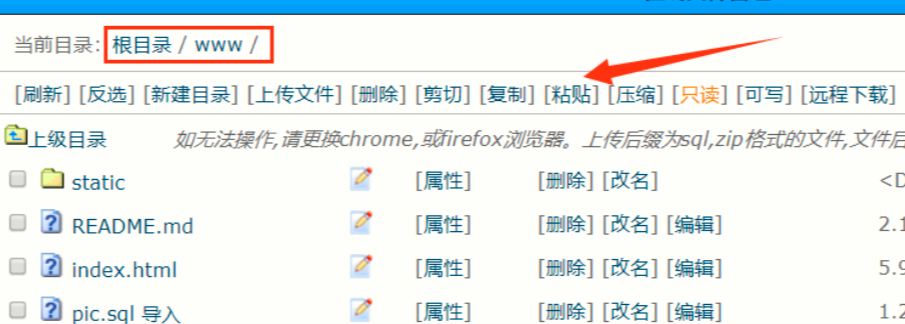 当前目录: 根目录 / www /
[刷新] [反选] [新建目录] [上传文件] [删除] [剪切] [复制] [粘贴] [压缩] [只读] [可写] [远程下载]
上级目录 如无法操作,请更换chrome,或firefox浏览器。上传后缀为sql,zip格式的文件,文件后
static [属性] [删除] [改名] <D
README.md [属性] [删除] [改名] [编辑] 2.1
index.html [属性] [删除] [改名] [编辑] 5.9
pic.sql 导入 [属性] [删除] [改名] [编辑] 1.2